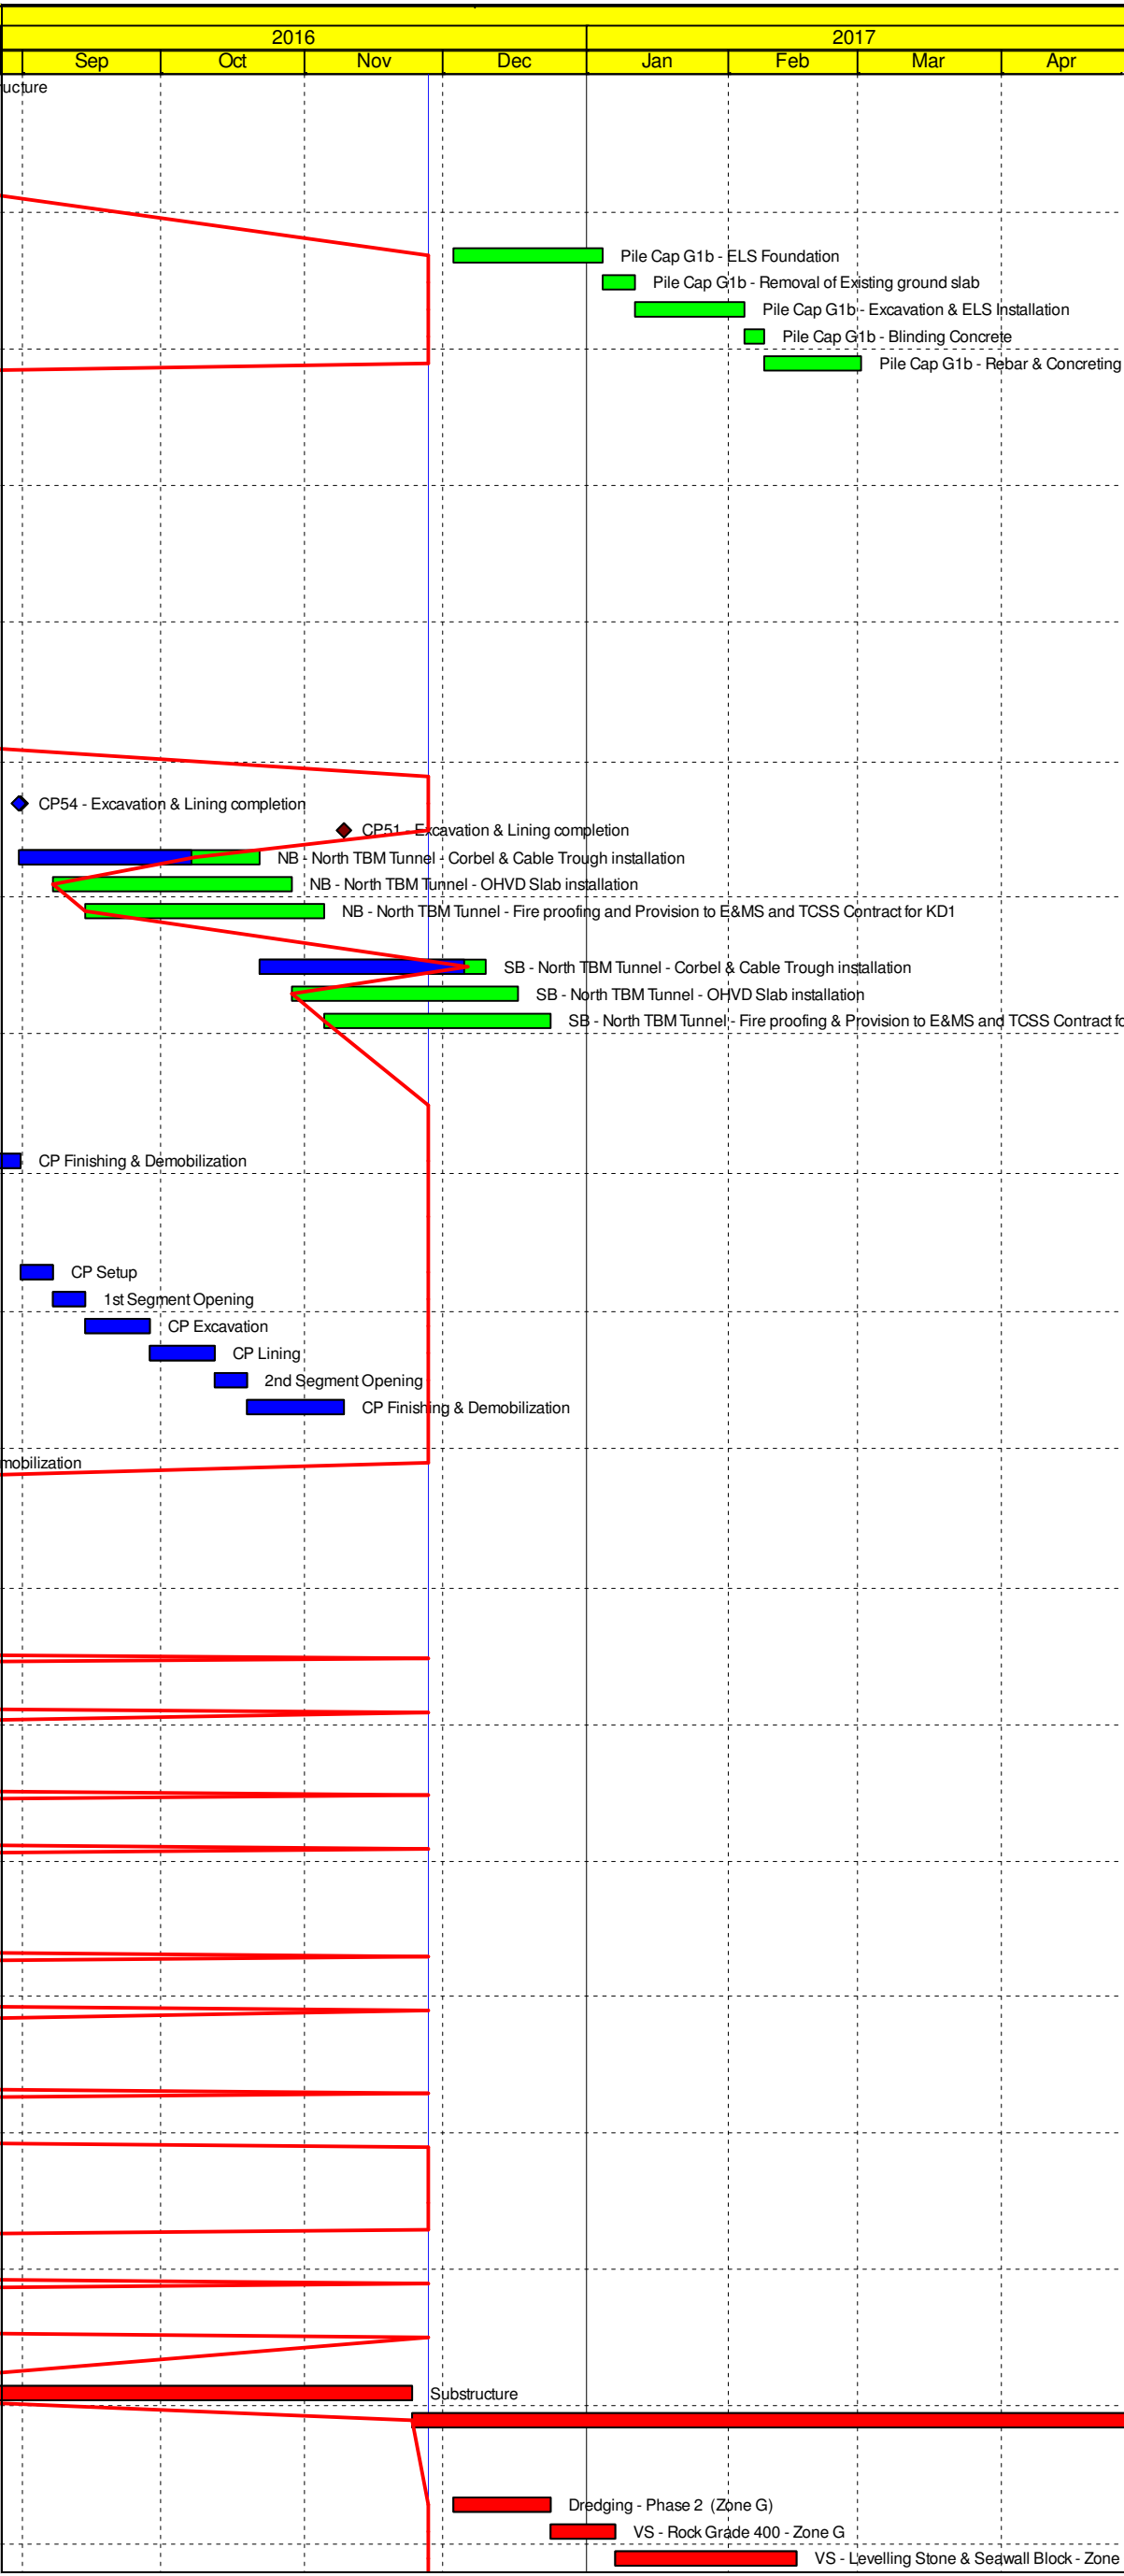 2016 2017
Sep Oct Nov Dec Jan Feb Mar Apr
ucture
Pile Cap G1b - ELS Foundation
Pile Cap G1b - Removal of Existing ground slab
Pile Cap G1b - Excavation & ELS Installation
Pile Cap G1b - Blinding Concrete
Pile Cap G1b - Rebar & Concreting
CP54 - Excavation & Lining completion
CP51 - Excavation & Lining completion
NB - North TBM Tunnel - Corbel & Cable Trough installation
NB - North TBM Tunnel - OHVD Slab installation
NB - North TBM Tunnel - Fire proofing and Provision to E&MS and TCSS Contract for KD1
SB - North TBM Tunnel - Corbel & Cable Trough installation
SB - North TBM Tunnel - OHVD Slab installation
SB - North TBM Tunnel - Fire proofing & Provision to E&MS and TCSS Contract fo
CP Finishing & Demobilization
CP Setup
1st Segment Opening
CP Excavation
CP Lining
2nd Segment Opening
CP Finishing & Demobilization
mobilization
Substructure
Dredging - Phase 2 (Zone G)
VS - Rock Grade 400 - Zone G
VS - Levelling Stone & Seawall Block - Zone